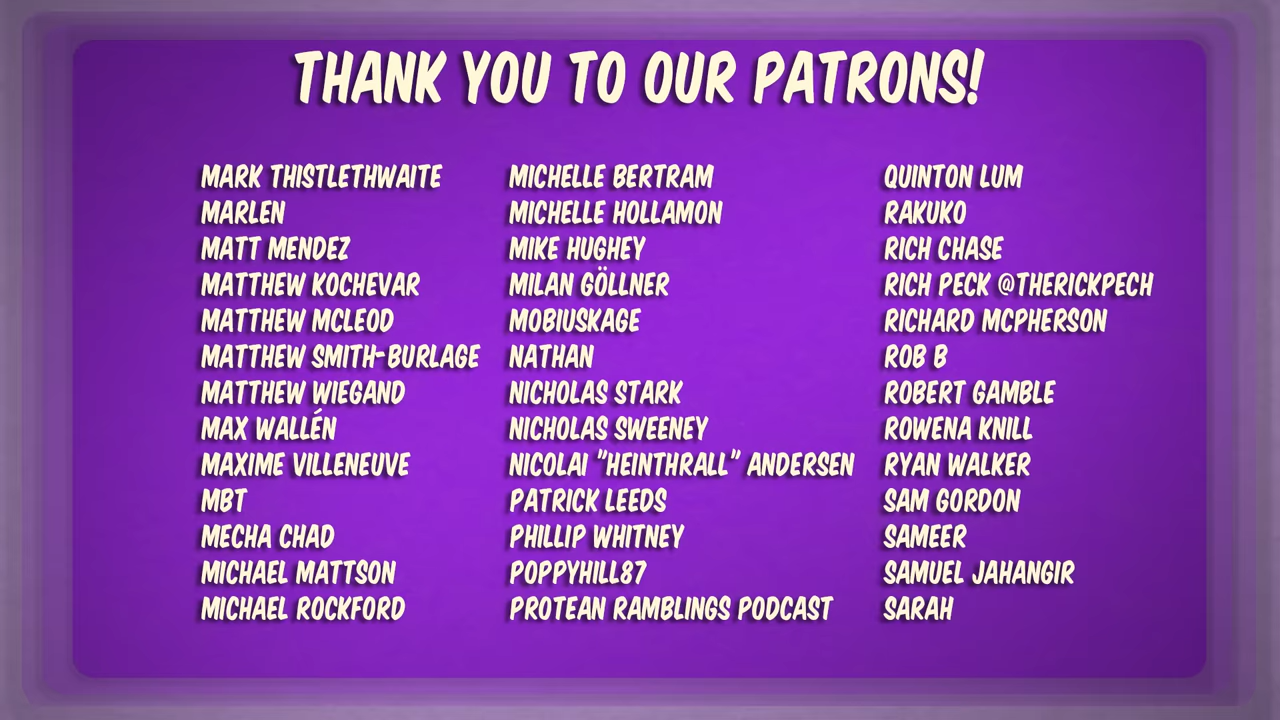 THANK YOU TO OUR PATRONS!
MARK THISTLETHWAITE
MARLEN
MATT MENDEZ
MATTHEW KOCHEVAR
MATTHEW MCLEOD
MATTHEW SMITH-BURLAGE
MATTHEW WIEGAND
MAX WALLÉN
MAXIME VILLENEUVE
MBT
MECHA CHAD
MICHAEL MATTSON
MICHAEL ROCKFORD
MICHELLE BERTRAM
MICHELLE HOLLAMON
MIKE HUGHEY
MILAN GÖLLNER
MOBIUSKAGE
NATHAN
NICHOLAS STARK
NICHOLAS SWEENEY
NICOLAI "HEINTHRALL" ANDERSEN
PATRICK LEEDS
PHILLIP WHITNEY
POPPYHILL87
PROTEAN RAMBLINGS PODCAST
QUINTON LUM
RAKUKO
RICH CHASE
RICH PECK @THERICKPECH
RICHARD MCPHERSON
ROB B
ROBERT GAMBLE
ROWENA KNILL
RYAN WALKER
SAM GORDON
SAMEER
SAMUEL JAHANGIR
SARAH